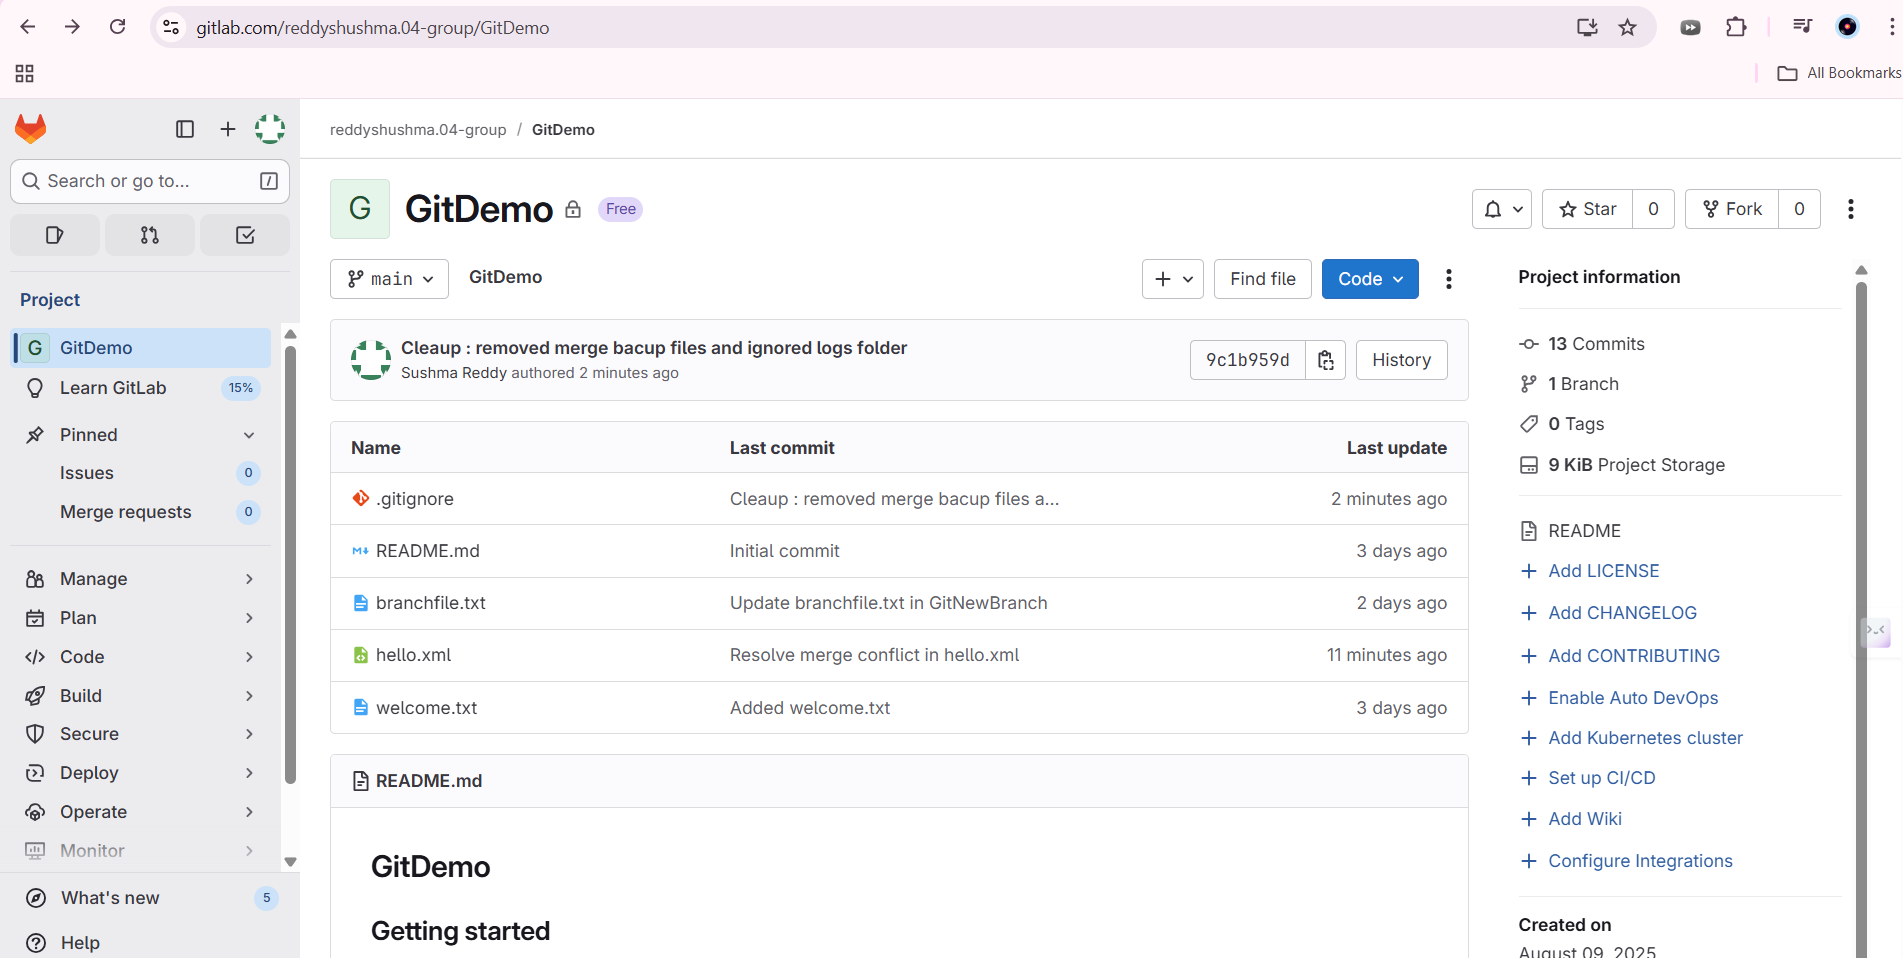 gitlab.com/reddyshushma.04-group/GitDemo
All Bookmarks
reddyshushma.04-group / GitDemo
Search or go to... /
G GitDemo Free
Star 0 Fork 0
main GitDemo
Find file Code
Project
G GitDemo
Learn GitLab 15%
Pinned
Issues 0
Merge requests 0
Manage
Plan
Code
Build
Secure
Deploy
Operate
Monitor
What's new 5
Help
Cleaup : removed merge bacup files and ignored logs folder
Sushma Reddy authored 2 minutes ago
9c1b959d History
Name Last commit Last update
.gitignore Cleaup : removed merge bacup files a... 2 minutes ago
README.md Initial commit 3 days ago
branchfile.txt Update branchfile.txt in GitNewBranch 2 days ago
hello.xml Resolve merge conflict in hello.xml 11 minutes ago
welcome.txt Added welcome.txt 3 days ago
README.md
GitDemo
Getting started
Project information
13 Commits
1 Branch
0 Tags
9 KiB Project Storage
README
Add LICENSE
Add CHANGELOG
Add CONTRIBUTING
Enable Auto DevOps
Add Kubernetes cluster
Set up CI/CD
Add Wiki
Configure Integrations
Created on
August 09, 2025